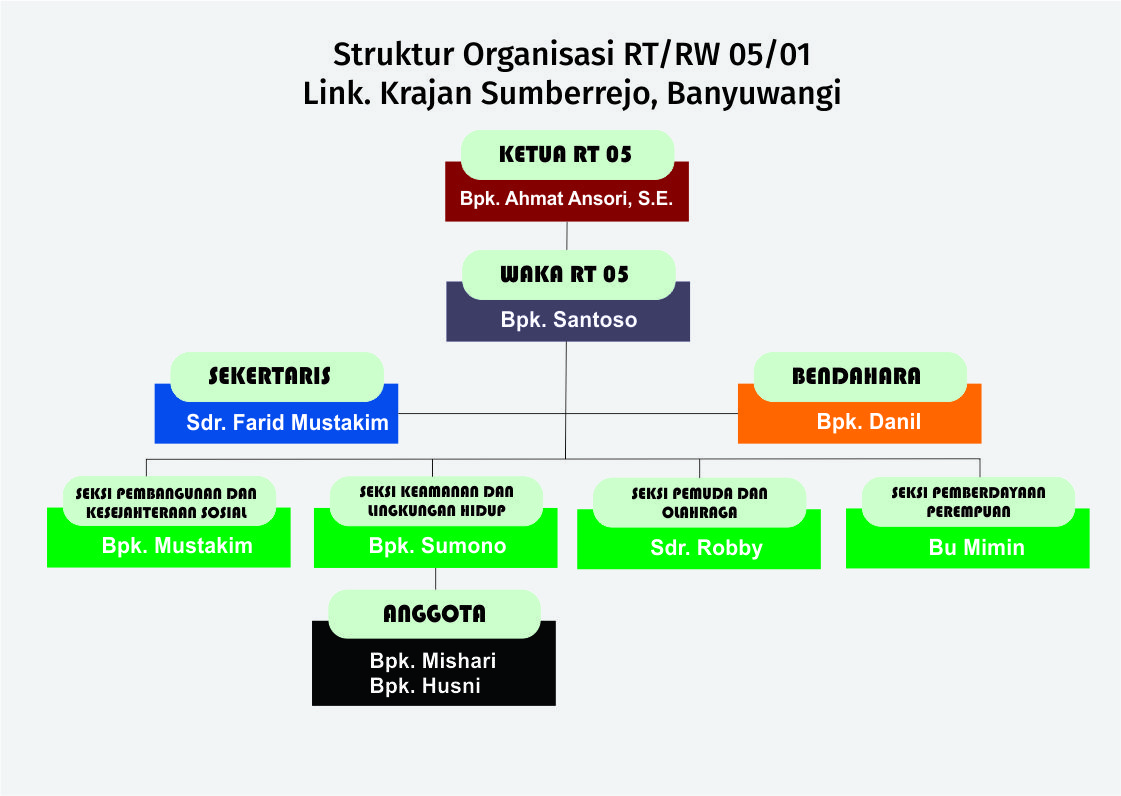 Struktur Organisasi RT/RW 05/01
Link. Krajan Sumberrejo, Banyuwangi
KETUA RT 05
Bpk. Ahmat Ansori, S.E.
WAKA RT 05
Bpk. Santoso
SEKERTARIS
Sdr. Farid Mustakim
BENDAHARA
Bpk. Danil
SEKSI PEMBANGUNAN DAN
KESEJAHTERAAN SOSIAL
Bpk. Mustakim
SEKSI KEAMANAN DAN
LINGKUNGAN HIDUP
Bpk. Sumono
SEKSI PEMUDA DAN
OLAHRAGA
Sdr. Robby
SEKSI PEMBERDAYAAN
PEREMPUAN
Bu Mimin
ANGGOTA
Bpk. Mishari
Bpk. Husni